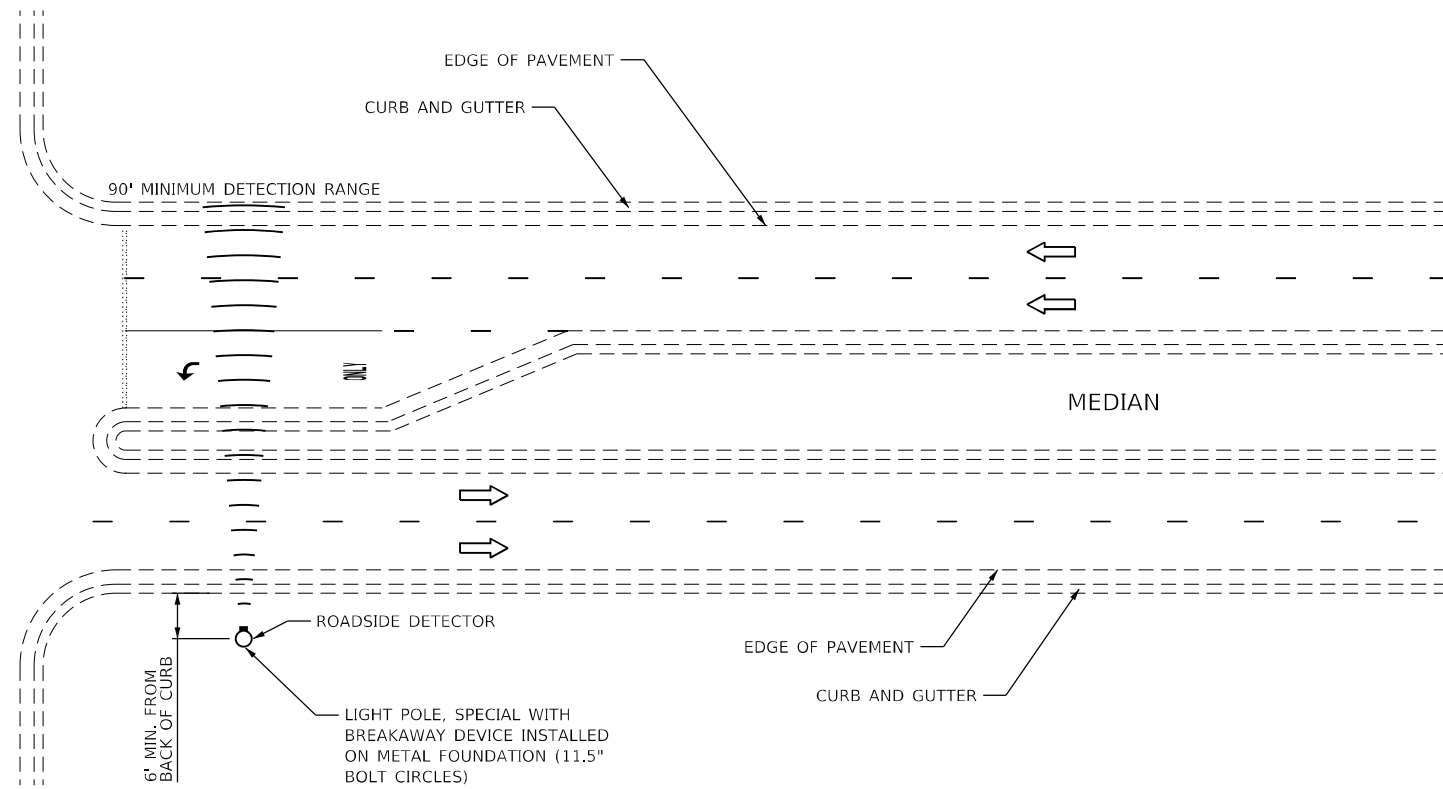 EDGE OF PAVEMENT
CURB AND GUTTER
90' MINIMUM DETECTION RANGE
ONLY
MEDIAN
ROADSIDE DETECTOR
EDGE OF PAVEMENT
CURB AND GUTTER
6' MIN. FROM
BACK OF CURB
LIGHT POLE, SPECIAL WITH
BREAKAWAY DEVICE INSTALLED
ON METAL FOUNDATION (11.5"
BOLT CIRCLES)